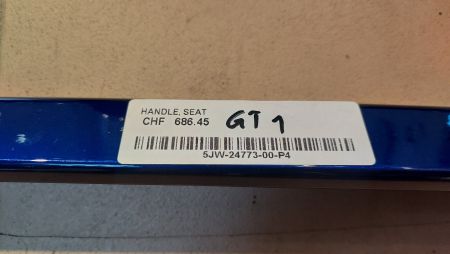 HANDLE, SEAT
CHF 686.45 GT 1
5JW-24773-00-P4